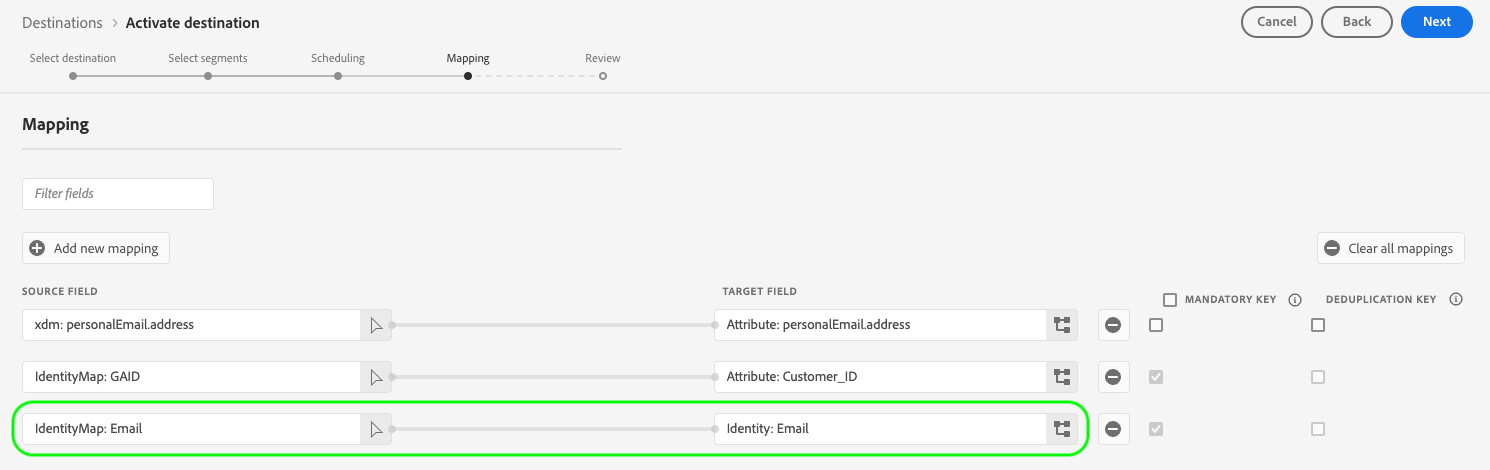 Destinations > Activate destination
Cancel
Back
Next
Select destination
Select segments
Scheduling
Mapping
Review
Mapping
Filter fields
Add new mapping
Clear all mappings
SOURCE FIELD
TARGET FIELD
MANDATORY KEY
DEDUPLICATION KEY
xdm: personalEmail.address
Attribute: personalEmail.address
IdentityMap: GAID
Attribute: Customer_ID
IdentityMap: Email
Identity: Email